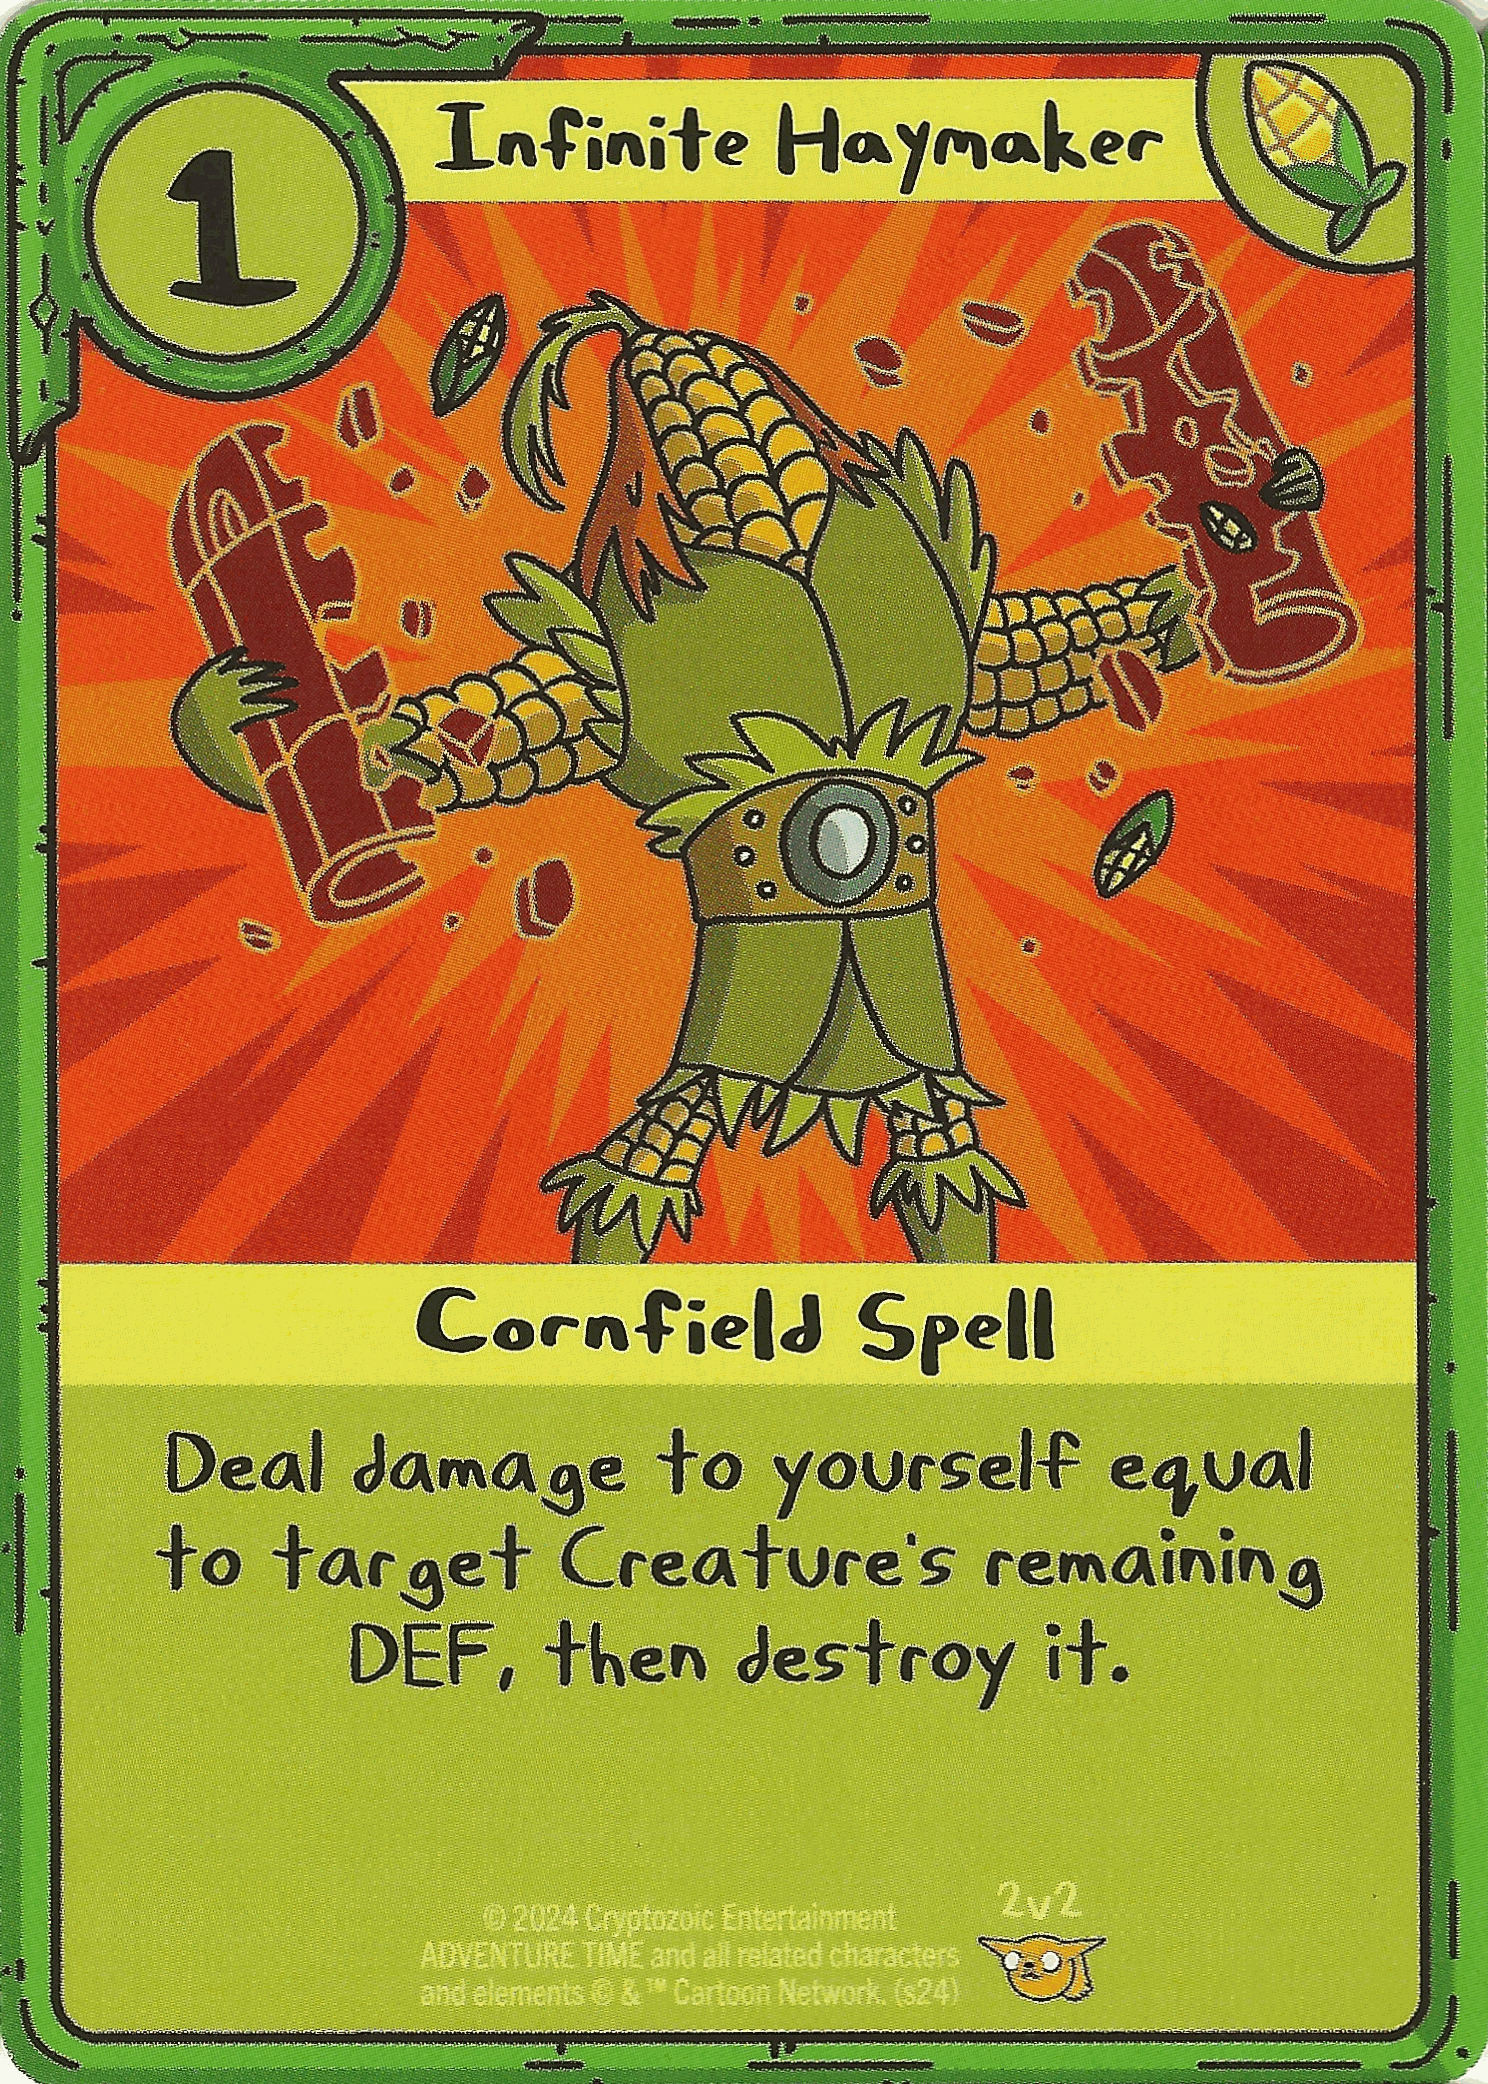 1
Infinite Haymaker
Cornfield Spell
Deal damage to yourself equal
to target Creature's remaining
DEF, then destroy it.
2v2
© 2024 Cryptozoic Entertainment
ADVENTURE TIME and all related characters
and elements © & ™ Cartoon Network. (s24)